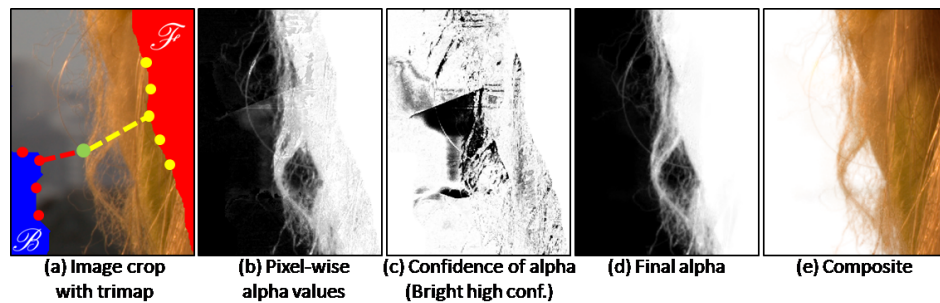 F
B
(a) Image crop
with trimap
(b) Pixel-wise
alpha values
(c) Confidence of alpha
(Bright high conf.)
(d) Final alpha
(e) Composite